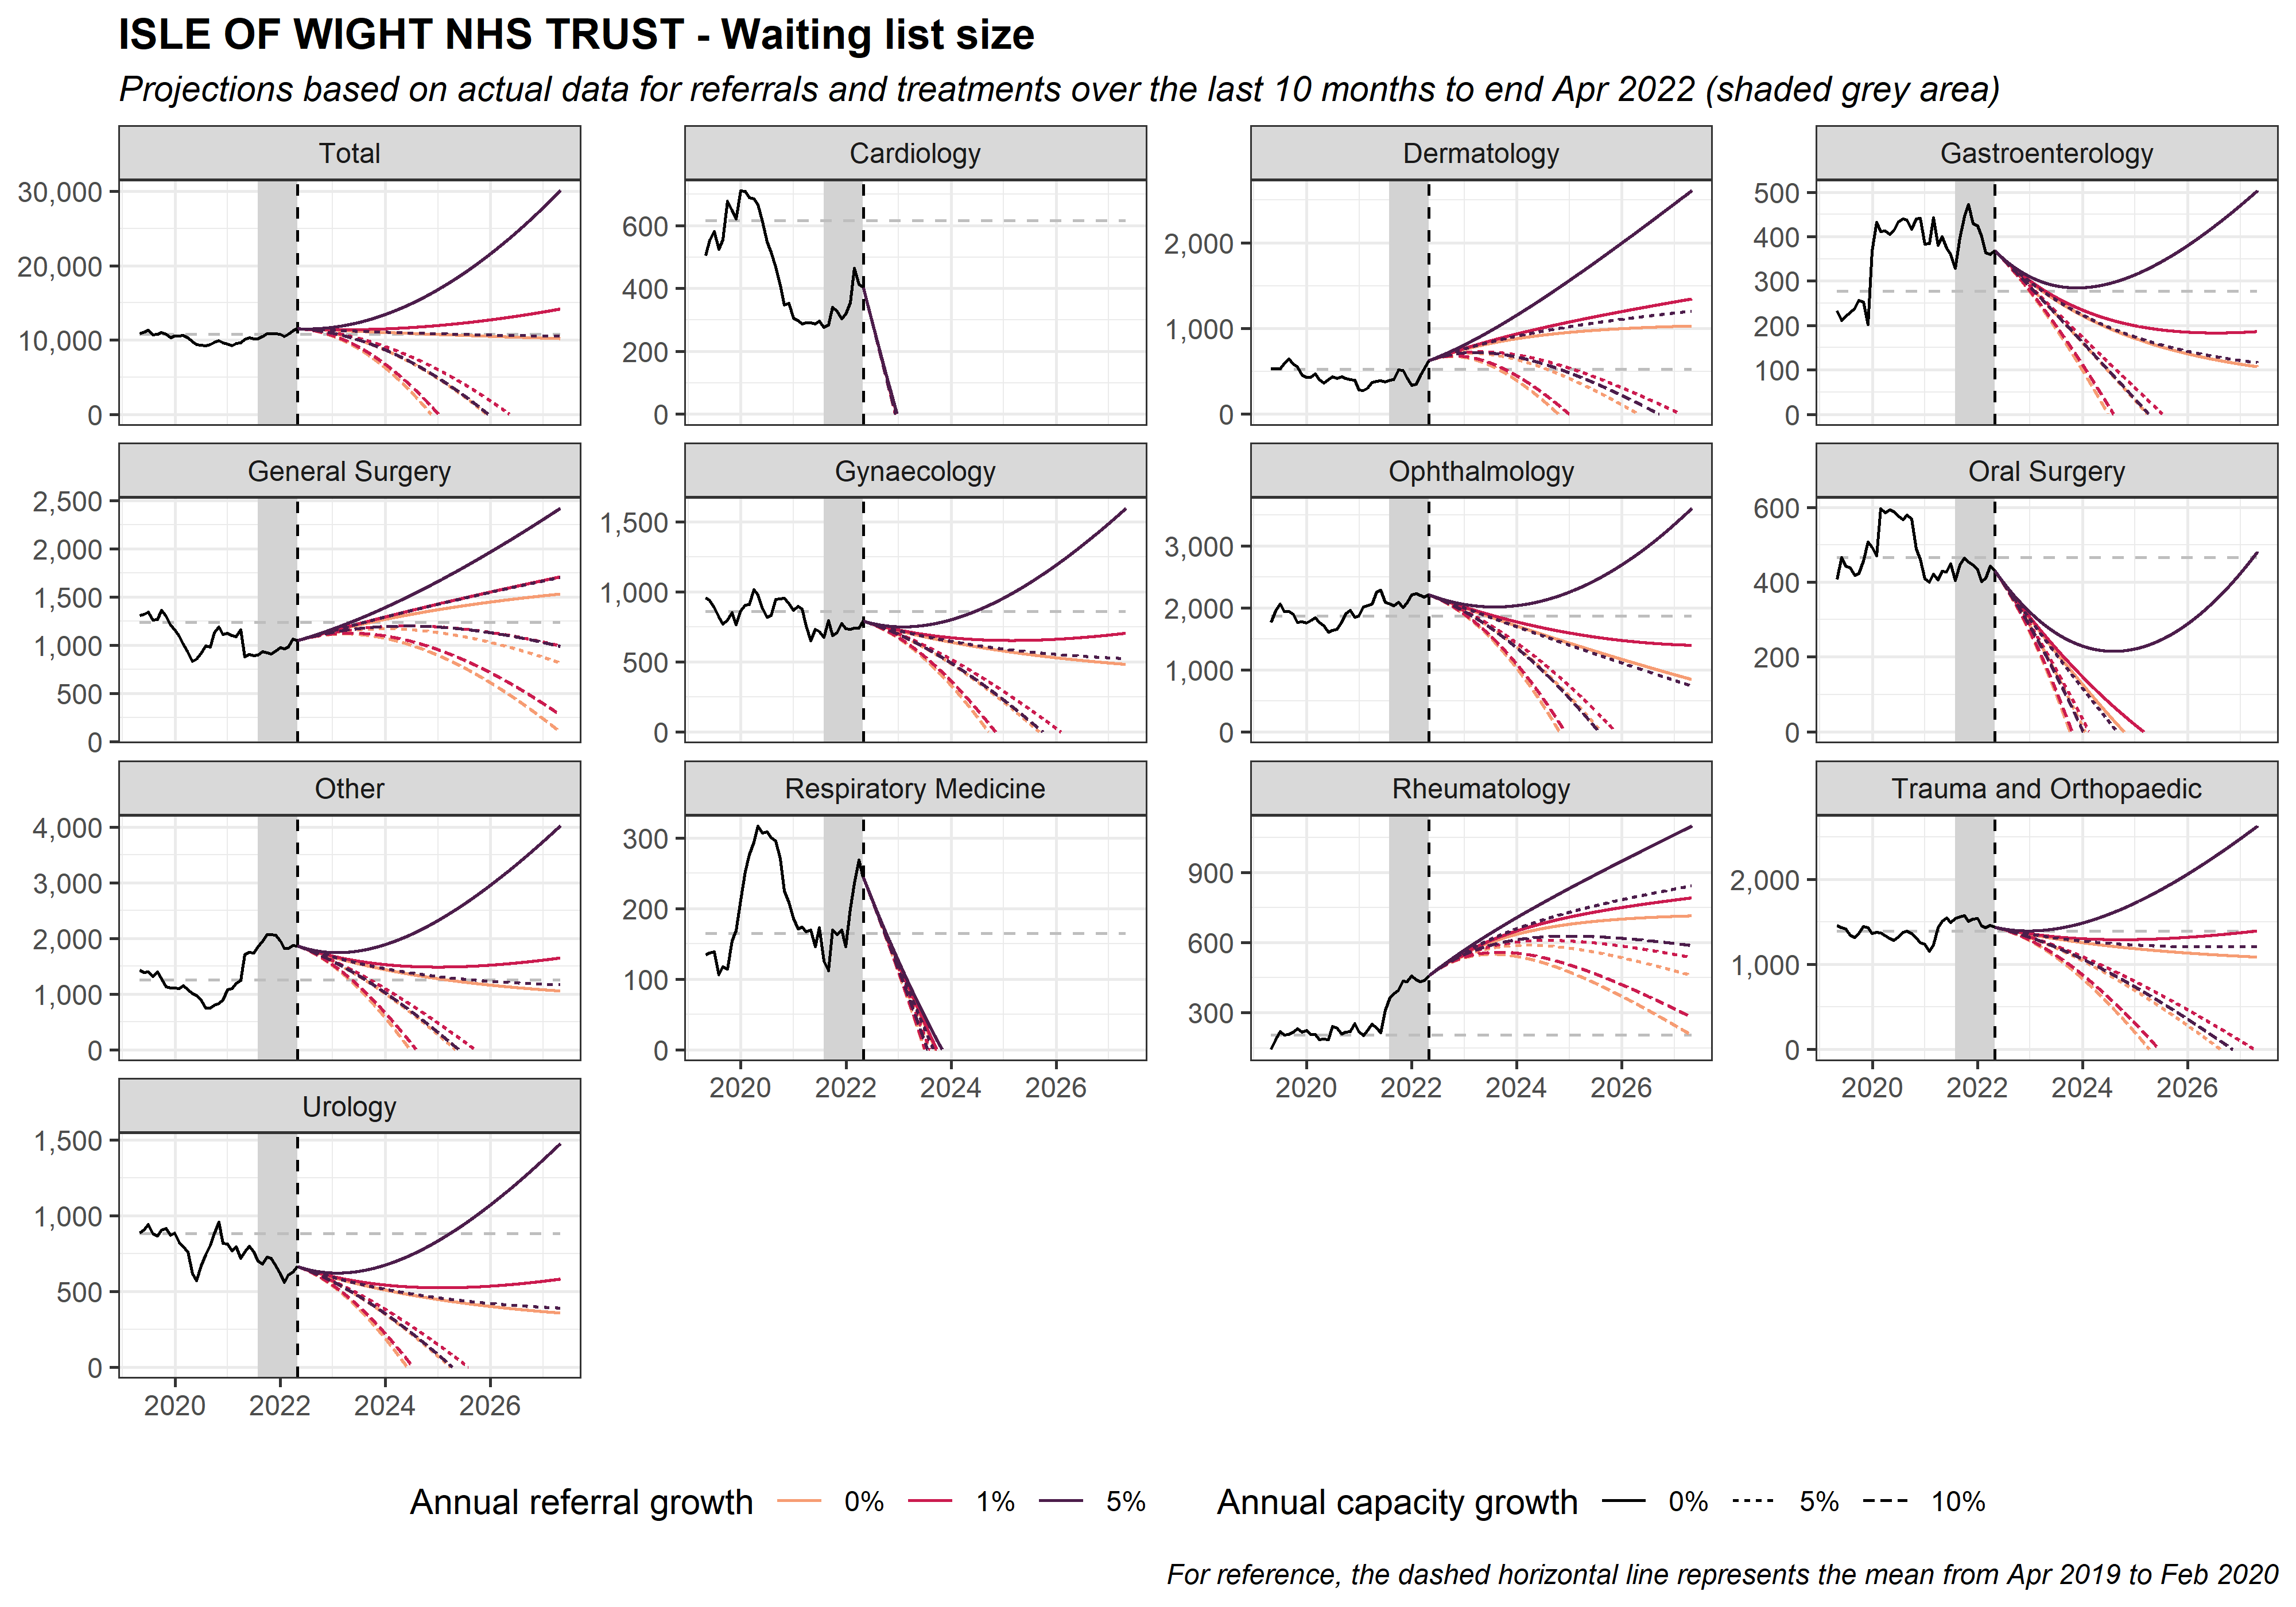 ISLE OF WIGHT NHS TRUST - Waiting list size
Projections based on actual data for referrals and treatments over the last 10 months to end Apr 2022 (shaded grey area)
Total
30,000
20,000
10,000
0
Cardiology
600
400
200
0
Dermatology
2,000
1,000
0
Gastroenterology
500
400
300
200
100
0
General Surgery
2,500
2,000
1,500
1,000
500
0
Gynaecology
1,500
1,000
500
0
Ophthalmology
3,000
2,000
1,000
0
Oral Surgery
600
400
200
0
Other
4,000
3,000
2,000
1,000
0
Respiratory Medicine
300
200
100
0
2020 2022 2024 2026
Rheumatology
900
600
300
2020 2022 2024 2026
Trauma and Orthopaedic
2,000
1,000
0
2020 2022 2024 2026
Urology
1,500
1,000
500
0
2020 2022 2024 2026
Annual referral growth 0% 1% 5%
Annual capacity growth 0% 5% 10%
For reference, the dashed horizontal line represents the mean from Apr 2019 to Feb 2020